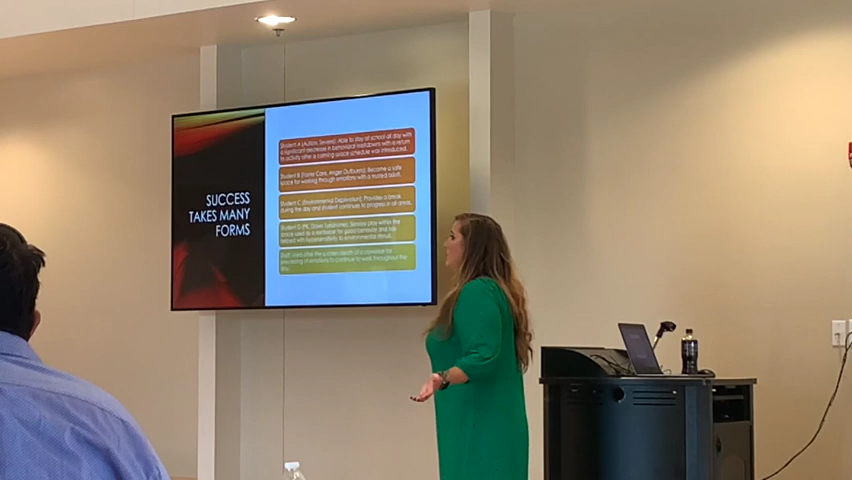 SUCCESS
TAKES MANY
FORMS
Student A (Autism, Severe): Able to stay at school all day with
a significant decrease in behavioral meltdowns with a return
to activity after a calming space schedule was introduced.
Student B (Foster Care, Anger Outbursts): Became a safe
space for working through emotions with a trusted adult.
Student C (Environmental Deprivation): Provides a break
during the day and student continues to progress in all areas.
Student D (PK, Down Syndrome): Sensory play within the
space used as a reinforcer for good behavior and has
helped with hypersensitivity to environmental stimuli.
Staff: Used after the sudden death of a coworker for
processing of emotions to continue to work throughout the
day.